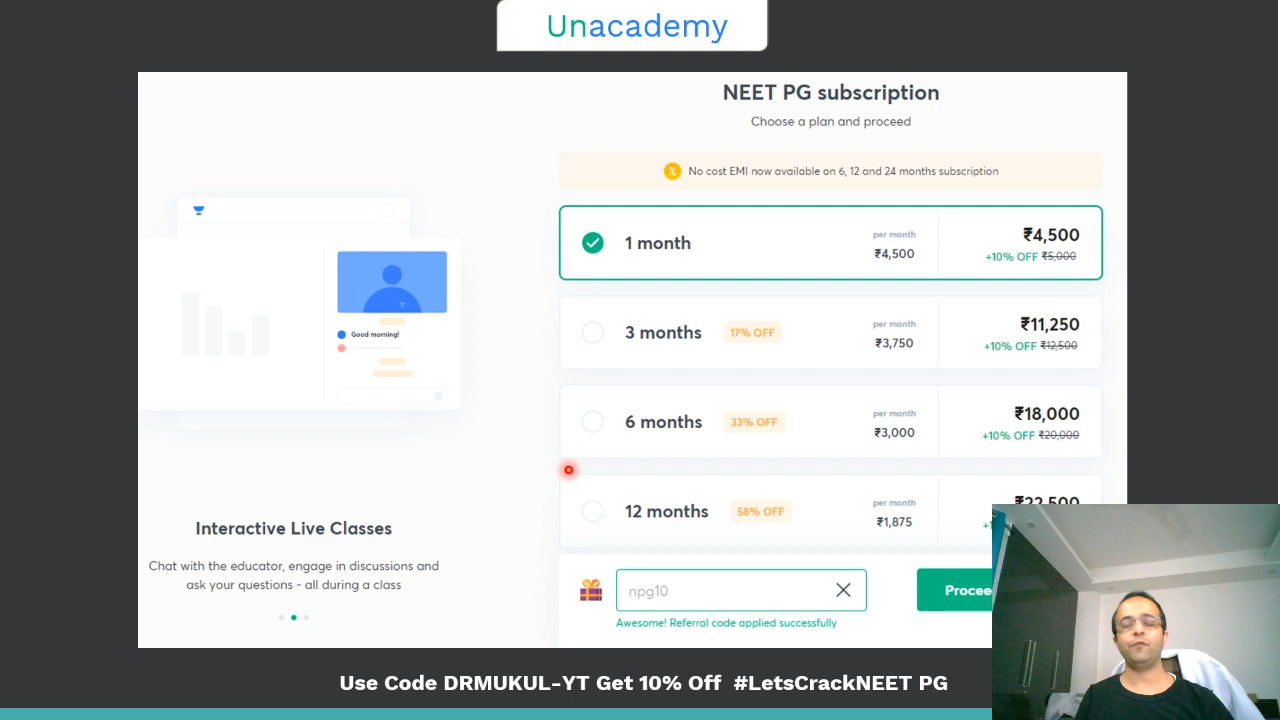 Unacademy
NEET PG subscription
Choose a plan and proceed
No cost EMI now available on 6, 12 and 24 months subscription
1 month
per month
₹4,500
₹4,500
+10% OFF ₹5,000
3 months 17% OFF
per month
₹3,750
₹11,250
+10% OFF ₹12,500
6 months 33% OFF
per month
₹3,000
₹18,000
+10% OFF ₹20,000
12 months 58% OFF
per month
₹1,875
₹22,500
Good morning!
Interactive Live Classes
Chat with the educator, engage in discussions and
ask your questions - all during a class
npg10
Awesome! Referral code applied successfully
Procee
Use Code DRMUKUL-YT Get 10% Off #LetsCrackNEET PG